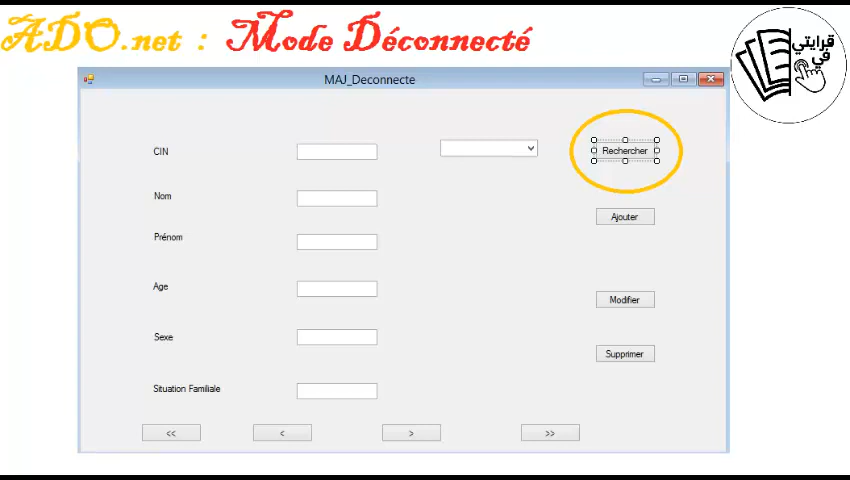 ADO.net : Mode Déconnecté
قرايتي
في
MAJ_Deconnecte
CIN
Rechercher
Nom
Ajouter
Prénom
Age
Modifier
Sexe
Supprimer
Situation Familiale
<< < > >>